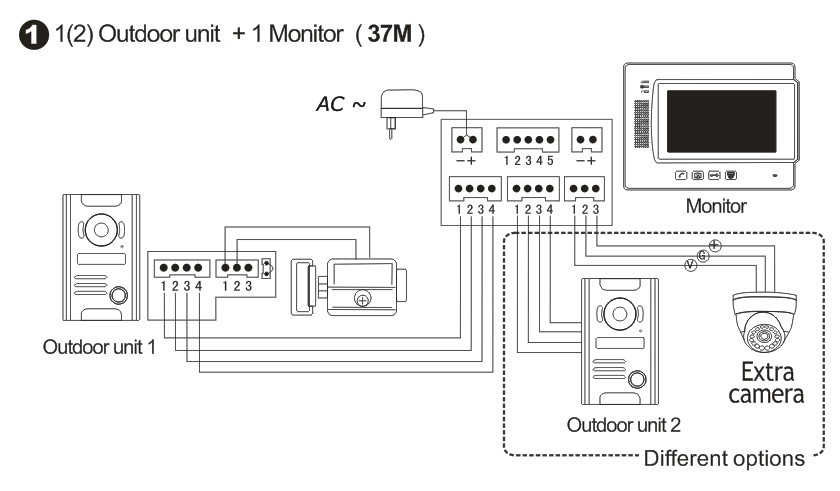 1 1(2) Outdoor unit + 1 Monitor ( 37M )
AC ~
− + 1 2 3 4 5 − +
1 2 3 4 1 2 3 4 1 2 3
Monitor
+
G
V
1 2 3 4 1 2 3
Outdoor unit 1
Extra
camera
Outdoor unit 2
Different options